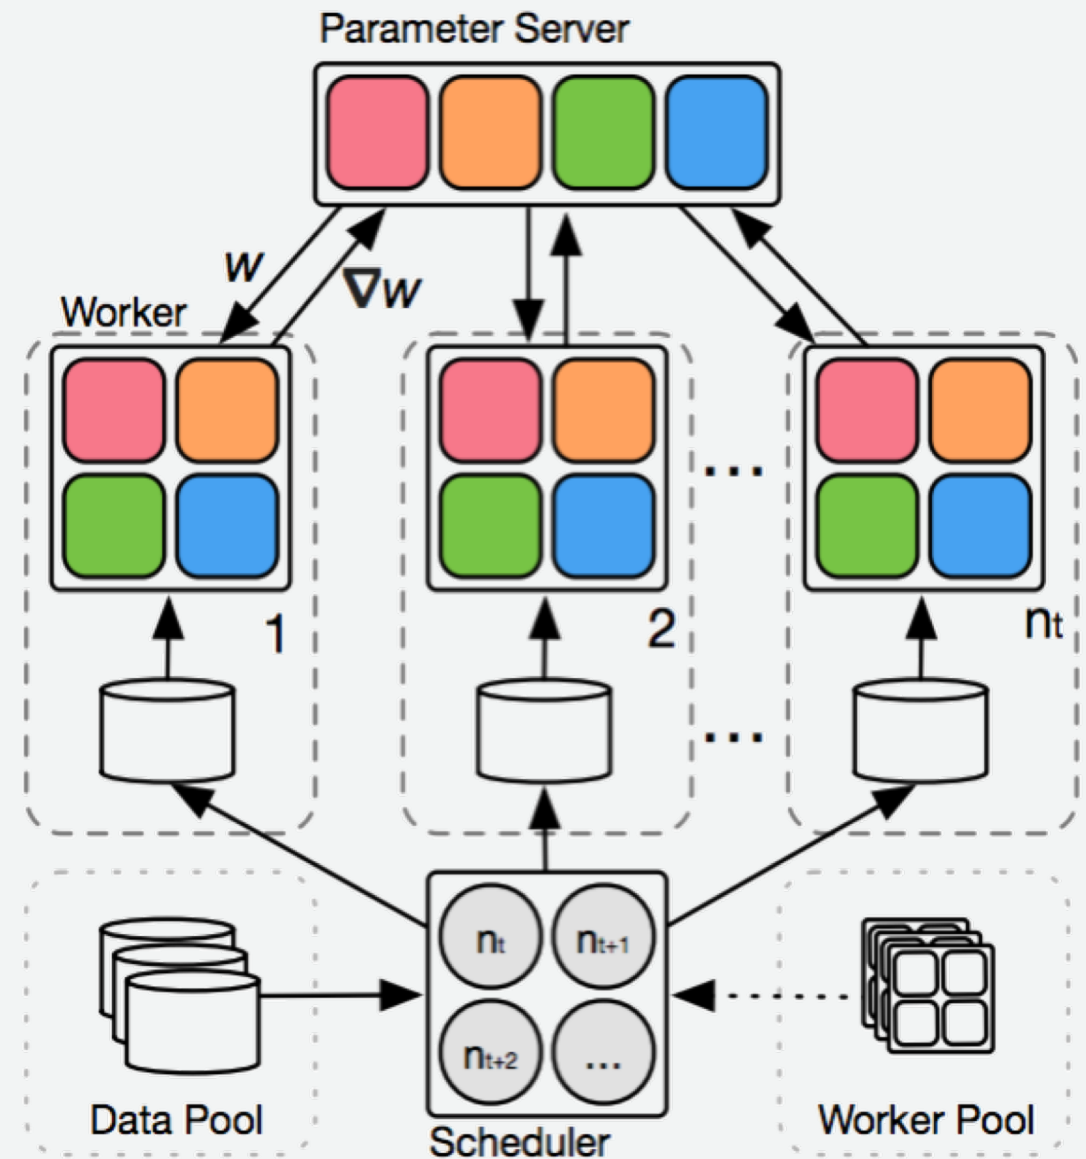 Parameter Server
w
∇w
Worker
...
1
2
nt
...
nt nt+1
nt+2 ...
Data Pool
Worker Pool
Scheduler